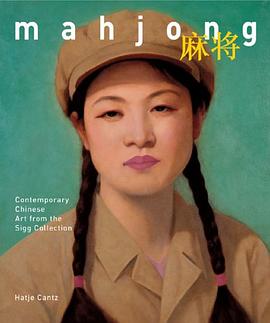 mahjong
麻将
Contemporary
Chinese
Art from the
Sigg Collection
Hatje Cantz